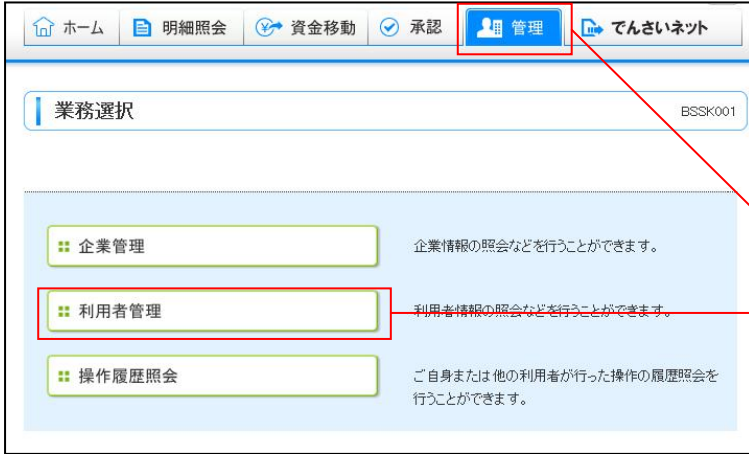 ホーム 明細照会 資金移動 承認 管理 でんさいネット
業務選択 BSSK001
企業管理 企業情報の照会などを行うことができます。
利用者管理 利用者情報の照会などを行うことができます。
操作履歴照会 ご自身または他の利用者が行った操作の履歴照会を
行うことができます。